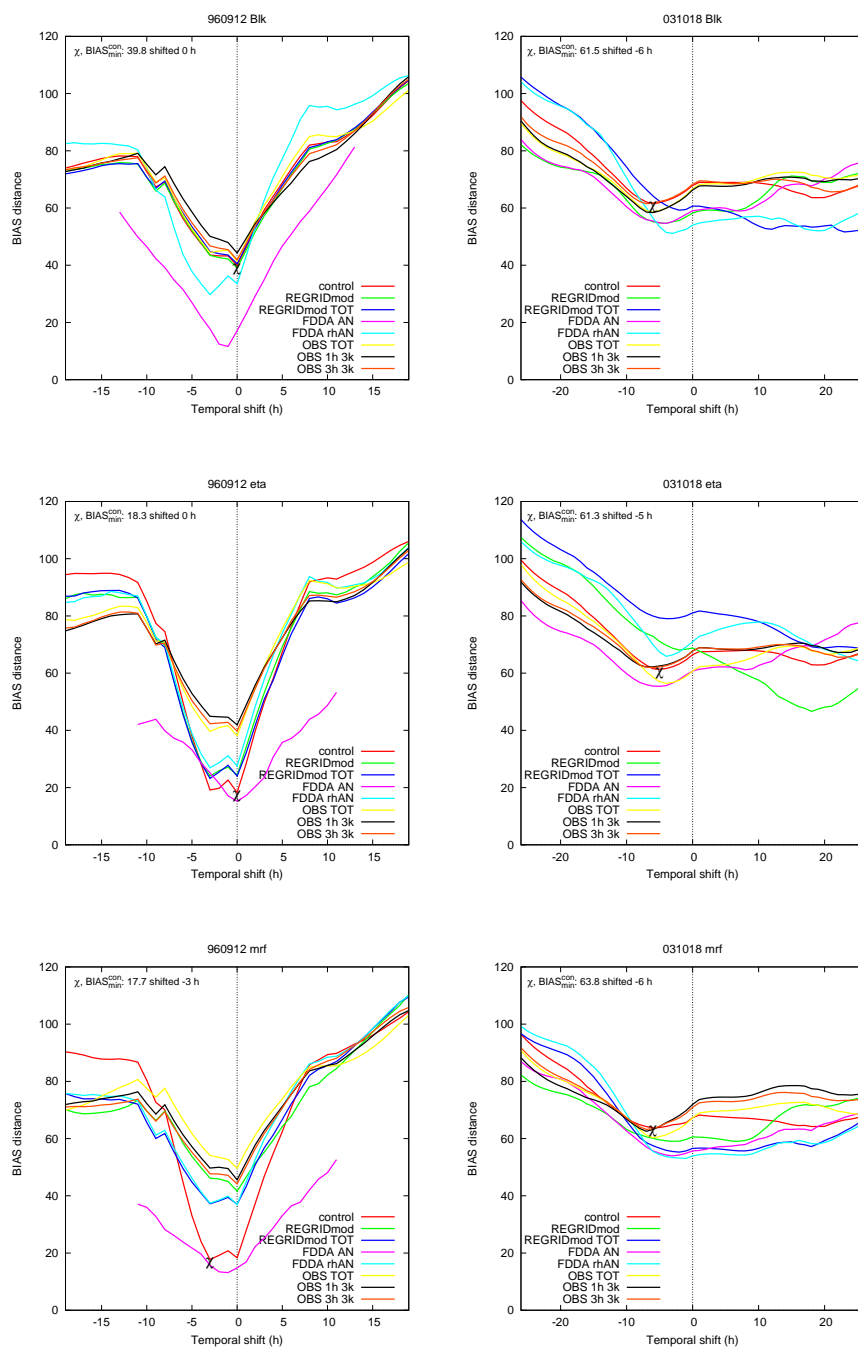 960912 Blk
χ, BIAS con min: 39.8 shifted 0 h
BIAS distance
120
100
80
60
40
20
0
control
REGRIDmod
REGRIDmod TOT
FDDA AN
FDDA rhAN
OBS TOT
OBS 1h 3k
OBS 3h 3k
χ
-15 -10 -5 0 5 10 15
Temporal shift (h)
031018 Blk
χ, BIAS con min: 61.5 shifted -6 h
BIAS distance
120
100
80
60
40
20
0
control
REGRIDmod
REGRIDmod TOT
FDDA AN
FDDA rhAN
OBS TOT
OBS 1h 3k
OBS 3h 3k
χ
-20 -10 0 10 20
Temporal shift (h)
960912 eta
χ, BIAS con min: 18.3 shifted 0 h
BIAS distance
120
100
80
60
40
20
0
control
REGRIDmod
REGRIDmod TOT
FDDA AN
FDDA rhAN
OBS TOT
OBS 1h 3k
OBS 3h 3k
χ
-15 -10 -5 0 5 10 15
Temporal shift (h)
031018 eta
χ, BIAS con min: 61.3 shifted -5 h
BIAS distance
120
100
80
60
40
20
0
control
REGRIDmod
REGRIDmod TOT
FDDA AN
FDDA rhAN
OBS TOT
OBS 1h 3k
OBS 3h 3k
χ
-20 -10 0 10 20
Temporal shift (h)
960912 mrf
χ, BIAS con min: 17.7 shifted -3 h
BIAS distance
120
100
80
60
40
20
0
control
REGRIDmod
REGRIDmod TOT
FDDA AN
FDDA rhAN
OBS TOT
OBS 1h 3k
OBS 3h 3k
χ
-15 -10 -5 0 5 10 15
Temporal shift (h)
031018 mrf
χ, BIAS con min: 63.8 shifted -6 h
BIAS distance
120
100
80
60
40
20
0
control
REGRIDmod
REGRIDmod TOT
FDDA AN
FDDA rhAN
OBS TOT
OBS 1h 3k
OBS 3h 3k
χ
-20 -10 0 10 20
Temporal shift (h)